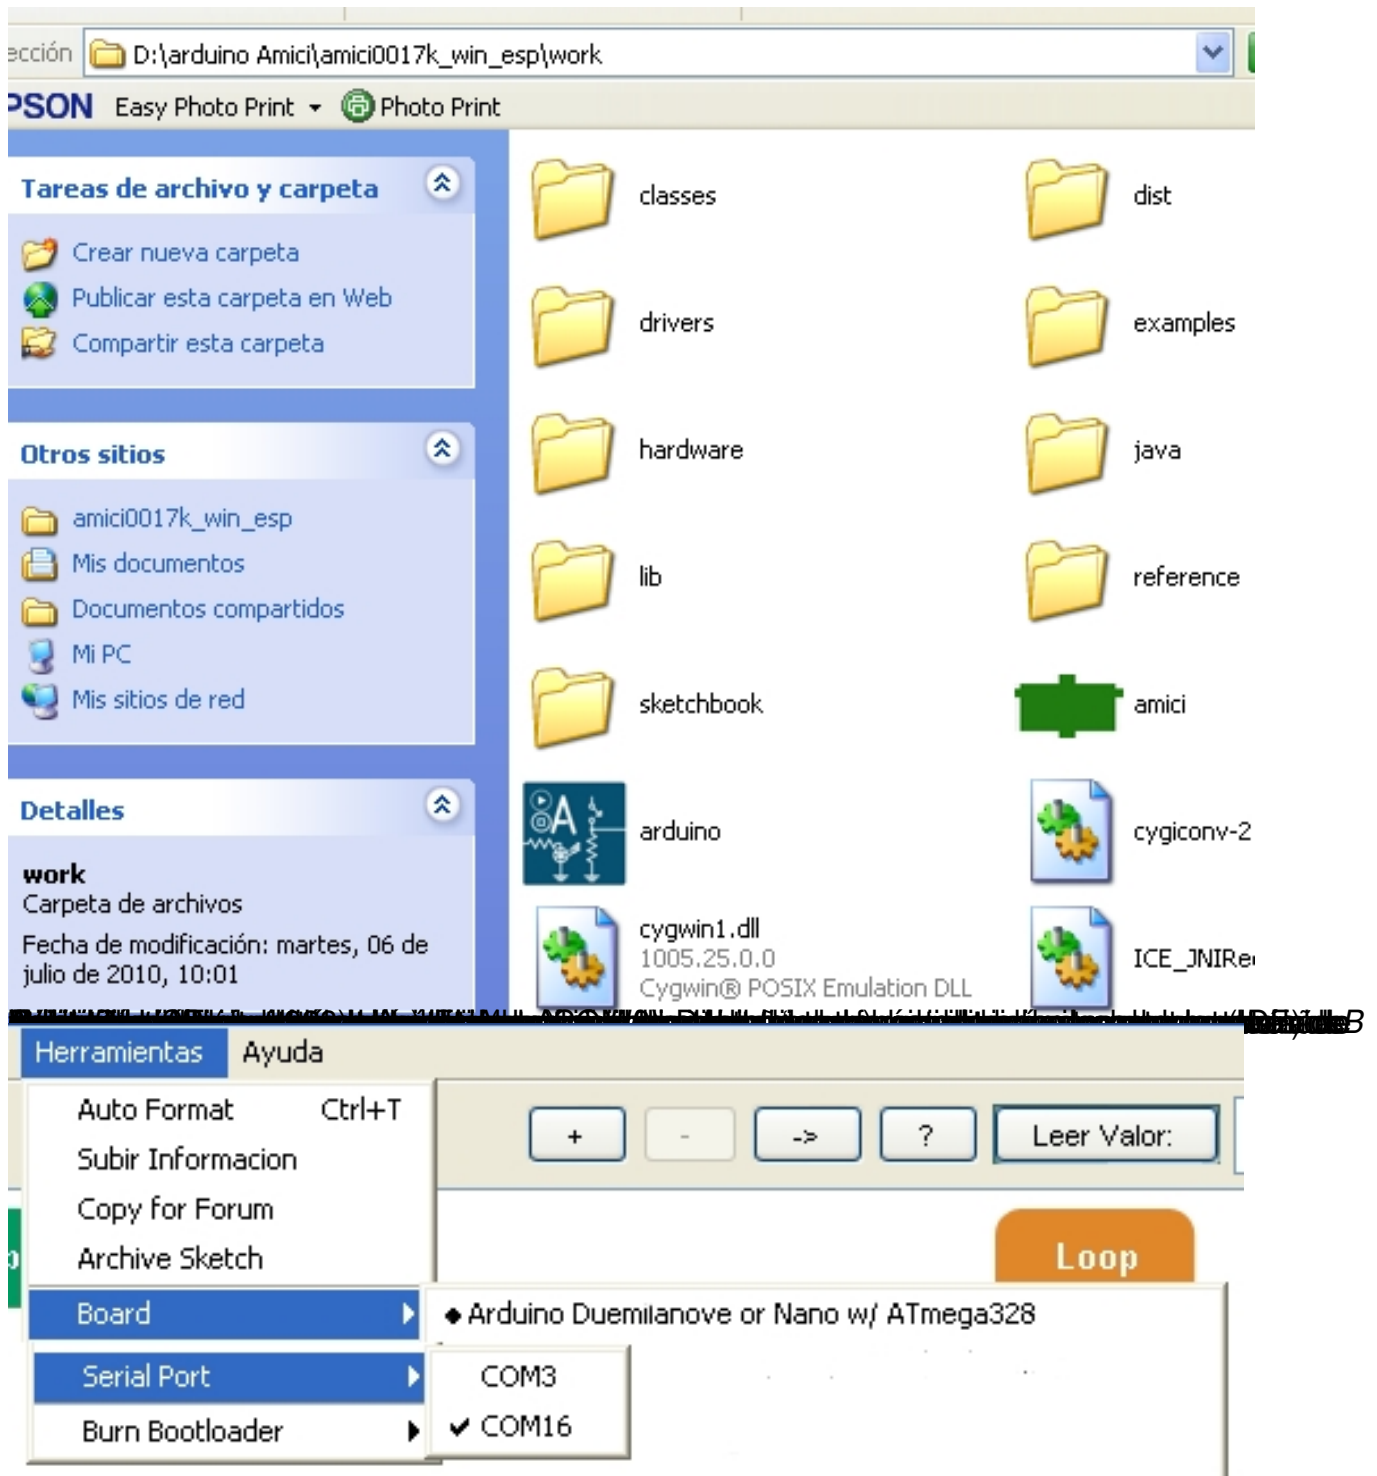 ección D:\arduino Amici\amici0017k_win_esp\work
PSON Easy Photo Print Photo Print
Tareas de archivo y carpeta
Crear nueva carpeta
Publicar esta carpeta en Web
Compartir esta carpeta
Otros sitios
amici0017k_win_esp
Mis documentos
Documentos compartidos
Mi PC
Mis sitios de red
Detalles
work
Carpeta de archivos
Fecha de modificación: martes, 06 de
julio de 2010, 10:01
classes
dist
drivers
examples
hardware
java
lib
reference
sketchbook
amici
arduino
cygiconv-2
cygwin1.dll
1005.25.0.0
Cygwin® POSIX Emulation DLL
ICE_JNIRe
Herramientas Ayuda
Auto Format Ctrl+T
Subir Informacion
Copy for Forum
Archive Sketch
Board
Serial Port
Burn Bootloader
+ - -> ? Leer Valor:
Loop
Arduino Duemilanove or Nano w/ ATmega328
COM3
COM16